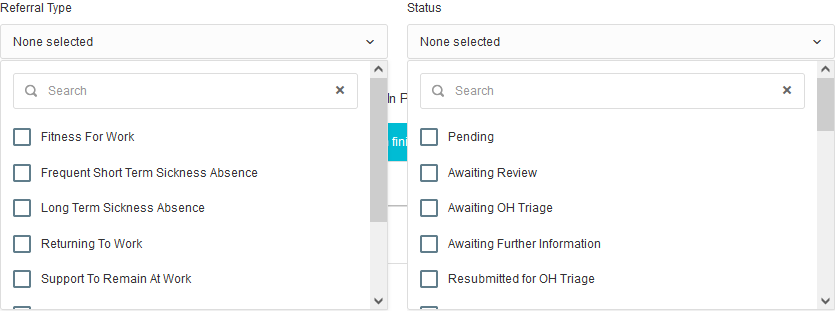 Referral Type
Status
None selected
None selected
Search
Search
In P
fini
Fitness For Work
Pending
Frequent Short Term Sickness Absence
Awaiting Review
Long Term Sickness Absence
Awaiting OH Triage
Returning To Work
Awaiting Further Information
Support To Remain At Work
Resubmitted for OH Triage